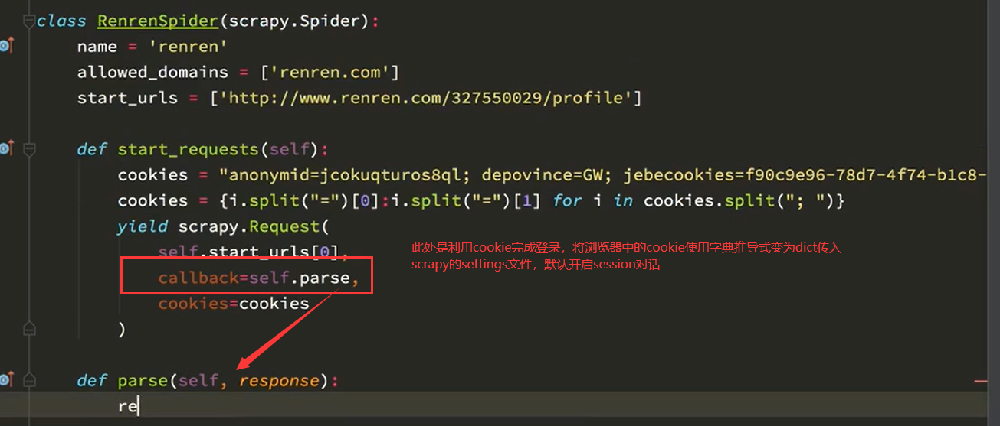 class RenrenSpider(scrapy.Spider):
name = 'renren'
allowed_domains = ['renren.com']
start_urls = ['http://www.renren.com/327550029/profile']
def start_requests(self):
cookies = "anonymid=jcokuqturos8ql; depovince=GW; jebecookies=f90c9e96-78d7-4f74-b1c8-
cookies = {i.split("=")[0]:i.split("=")[1] for i in cookies.split("; ")}
yield scrapy.Request(
self.start_urls[0],
此处是利用cookie完成登录，将浏览器中的cookie使用字典推导式变为dict传入
scrapy的settings文件，默认开启session对话
callback=self.parse,
cookies=cookies
)
def parse(self, response):
re